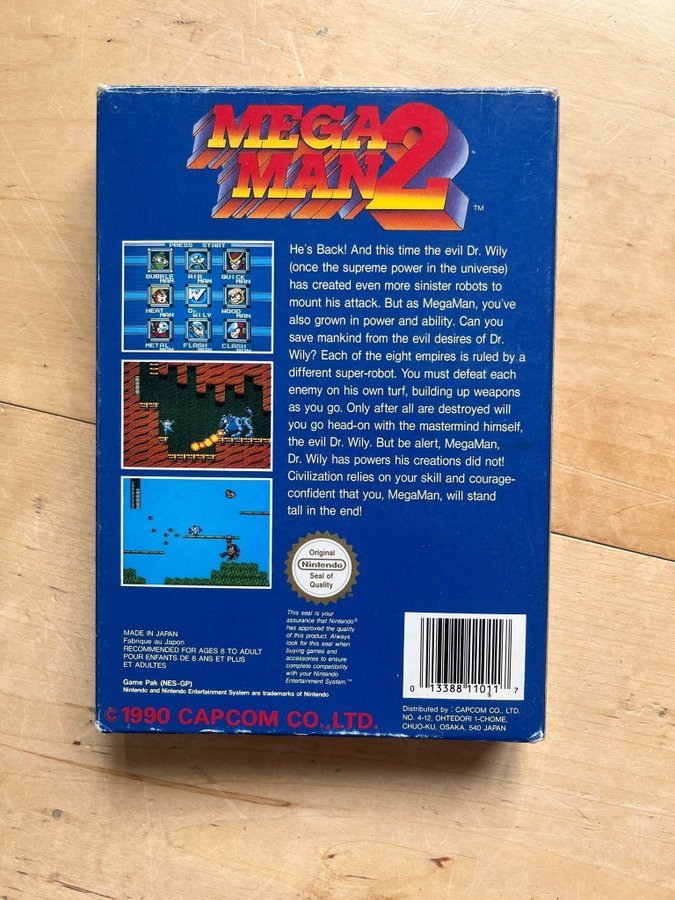 MEGA
MAN 2
TM
PRESS START
BUBBLE MAN AIR MAN QUICK MAN
HEAT MAN DR. WILY WOOD MAN
METAL MAN FLASH MAN CLASH MAN
He's Back! And this time the evil Dr. Wily
(once the supreme power in the universe)
has created even more sinister robots to
mount his attack. But as MegaMan, you've
also grown in power and ability. Can you
save mankind from the evil desires of Dr.
Wily? Each of the eight empires is ruled by a
different super-robot. You must defeat each
enemy on his own turf, building up weapons
as you go. Only after all are destroyed will
you go head-on with the mastermind himself,
the evil Dr. Wily. But be alert, MegaMan,
Dr. Wily has powers his creations did not!
Civilization relies on your skill and courage-
confident that you, MegaMan, will stand
tall in the end!
Original
Nintendo
Seal of
Quality
This seal is your
assurance that Nintendo®
has approved the quality
of this product. Always
look for this seal when
buying games and
accessories to ensure
complete compatibility
with your Nintendo
Entertainment System.™
MADE IN JAPAN
Fabrique au Japon
RECOMMENDED FOR AGES 8 TO ADULT
POUR ENFANTS DE 8 ANS ET PLUS
ET ADULTES
Game Pak (NES-GP)
Nintendo and Nintendo Entertainment System are trademarks of Nintendo
©1990 CAPCOM CO.,LTD.
0 13388 11011 7
Distributed by : CAPCOM CO., LTD.
NO. 4-12, OHTEDORI 1-CHOME,
CHUO-KU, OSAKA, 540 JAPAN